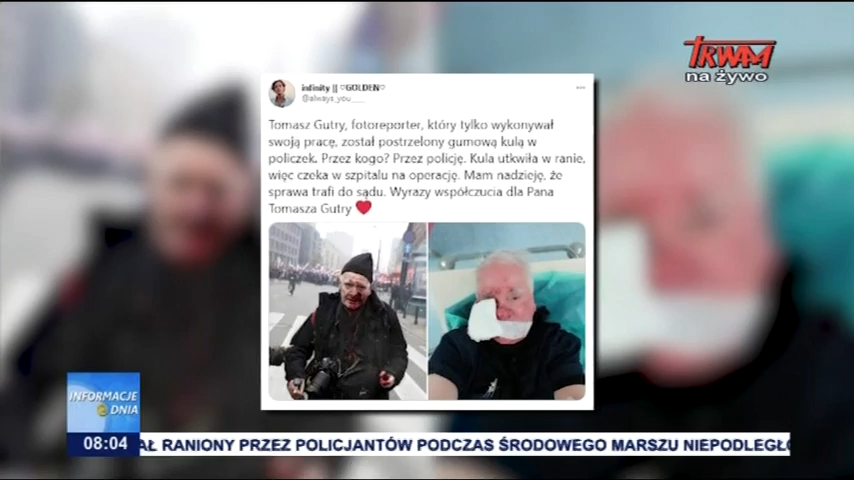 TRWAM
na żywo
infinity || ♡GOLDEN♡
@always_you___
Tomasz Gutry, fotoreporter, który tylko wykonywał
swoją pracę, został postrzelony gumową kulą w
policzek. Przez kogo? Przez policję. Kula utkwiła w ranie,
więc czeka w szpitalu na operację. Mam nadzieję, że
sprawa trafi do sądu. Wyrazy współczucia dla Pana
Tomasza Gutry ❤
INFORMACJE
DNIA
08:04
AŁ RANIONY PRZEZ POLICJANTÓW PODCZAS ŚRODOWEGO MARSZU NIEPODLEGŁO